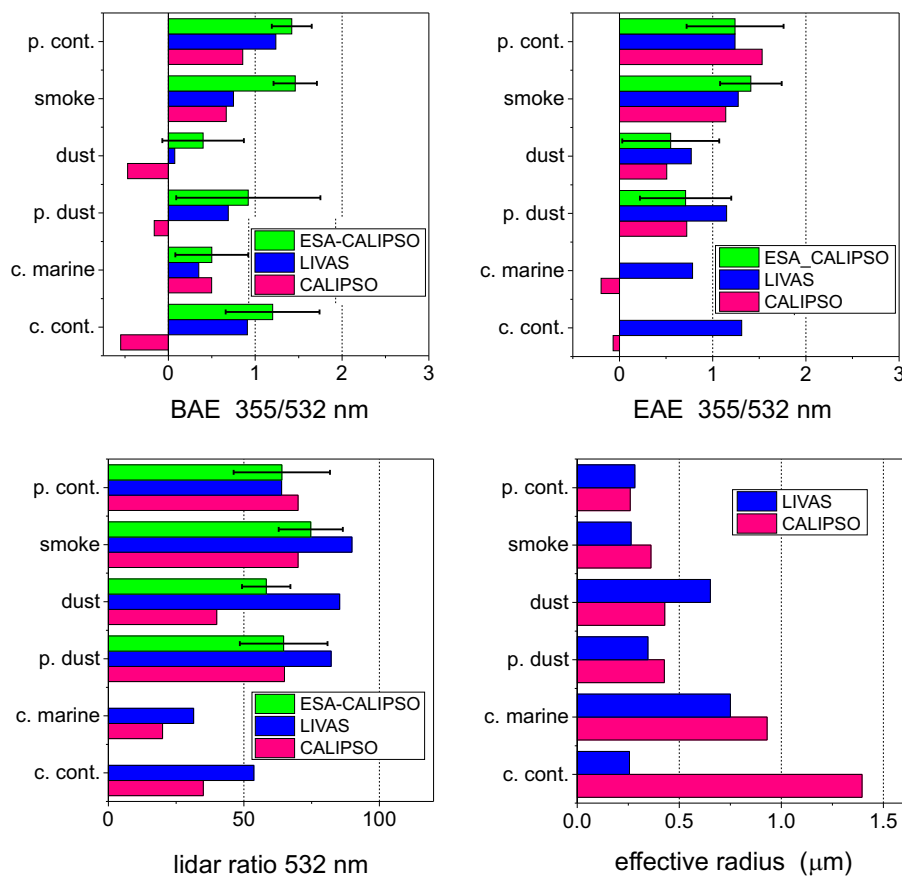 p. cont.
smoke
dust
p. dust
c. marine
c. cont.
ESA-CALIPSO
LIVAS
CALIPSO
0 1 2 3
BAE 355/532 nm
p. cont.
smoke
dust
p. dust
c. marine
c. cont.
ESA_CALIPSO
LIVAS
CALIPSO
0 1 2 3
EAE 355/532 nm
p. cont.
smoke
dust
p. dust
c. marine
c. cont.
ESA-CALIPSO
LIVAS
CALIPSO
0 50 100
lidar ratio 532 nm
p. cont.
smoke
dust
p. dust
c. marine
c. cont.
LIVAS
CALIPSO
0.0 0.5 1.0 1.5
effective radius (μm)